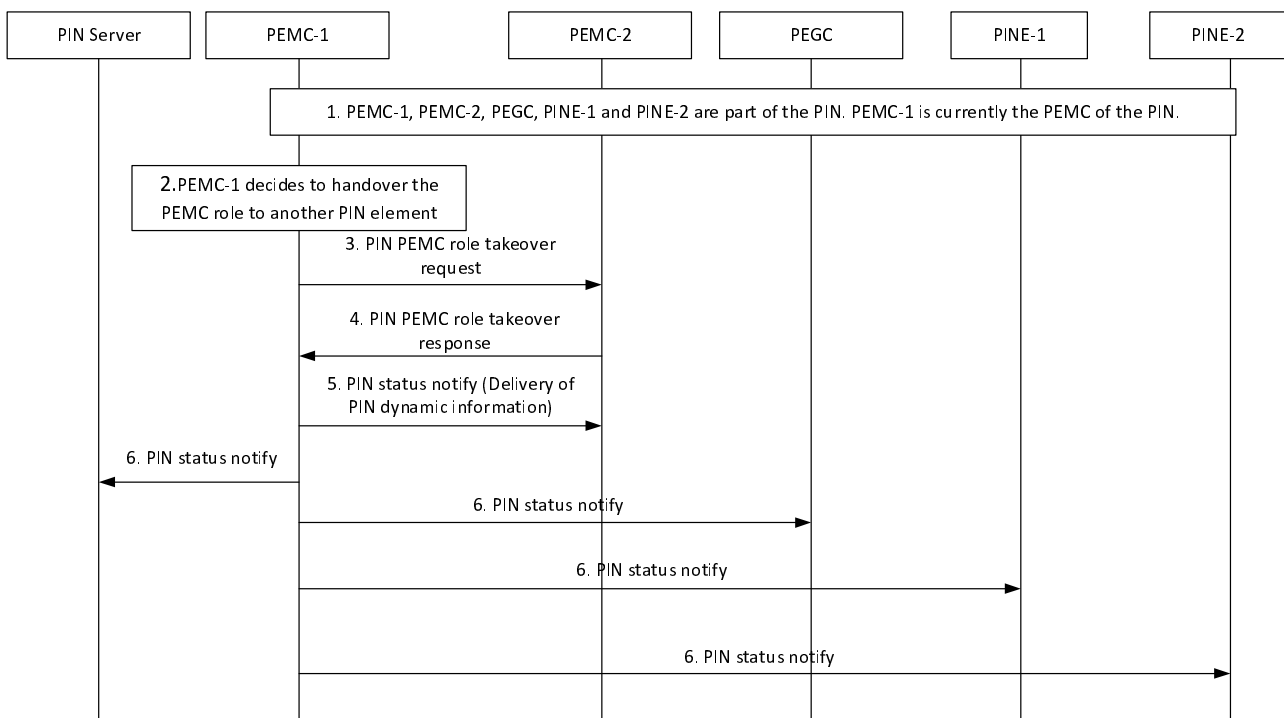 PIN Server
PEMC-1
PEMC-2
PEGC
PINE-1
PINE-2
1. PEMC-1, PEMC-2, PEGC, PINE-1 and PINE-2 are part of the PIN. PEMC-1 is currently the PEMC of the PIN.
2.PEMC-1 decides to handover the
PEMC role to another PIN element
3. PIN PEMC role takeover
request
4. PIN PEMC role takeover
response
5. PIN status notify (Delivery of
PIN dynamic information)
6. PIN status notify
6. PIN status notify
6. PIN status notify
6. PIN status notify